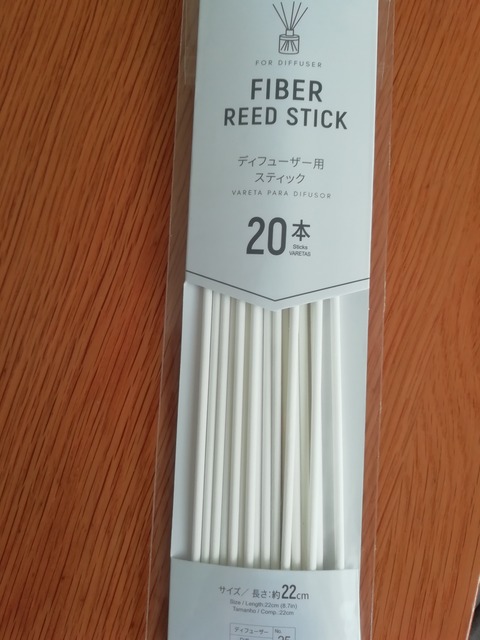 FOR DIFFUSER
FIBER
REED STICK
ディフューザー用
スティック
VARETA PARA DIFUSOR
20本
Sticks
VARETAS
サイズ／長さ:約22cm
Size / Length:22cm (8.7in)
Tamanho / Comp. 22cm
ディフューザー
No.